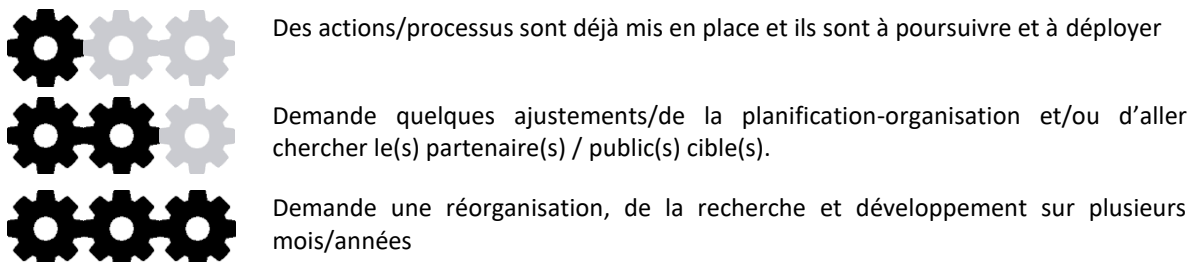 Des actions/processus sont déjà mis en place et ils sont à poursuivre et à déployer
Demande quelques ajustements/de la planification-organisation et/ou d’aller
chercher le(s) partenaire(s) / public(s) cible(s).
Demande une réorganisation, de la recherche et développement sur plusieurs
mois/années